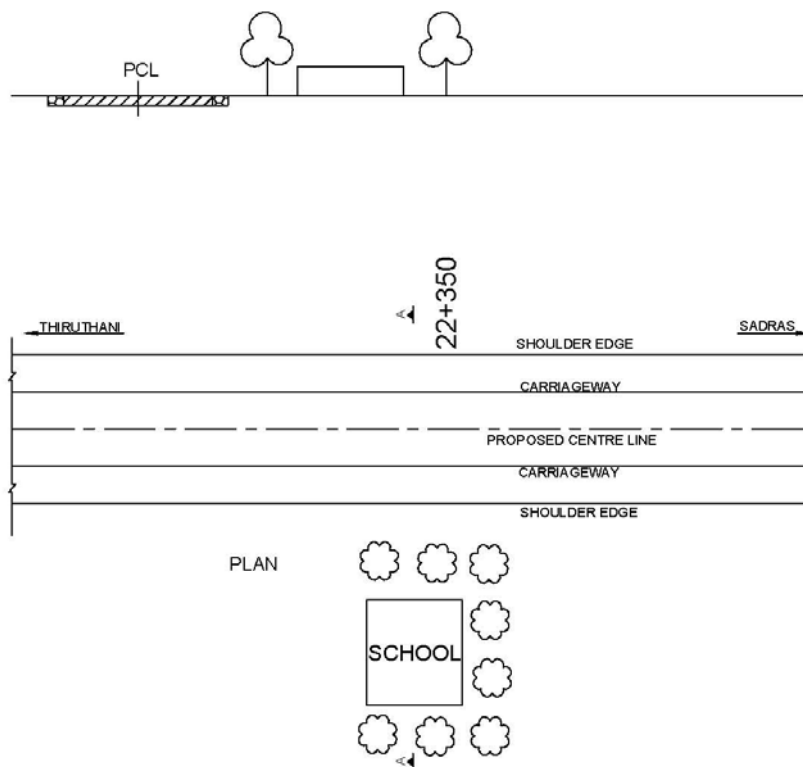 PCL
22+350
A
THIRUTHANI
SADRAS
SHOULDER EDGE
CARRIAGEWAY
PROPOSED CENTRE LINE
CARRIAGEWAY
SHOULDER EDGE
PLAN
SCHOOL
A